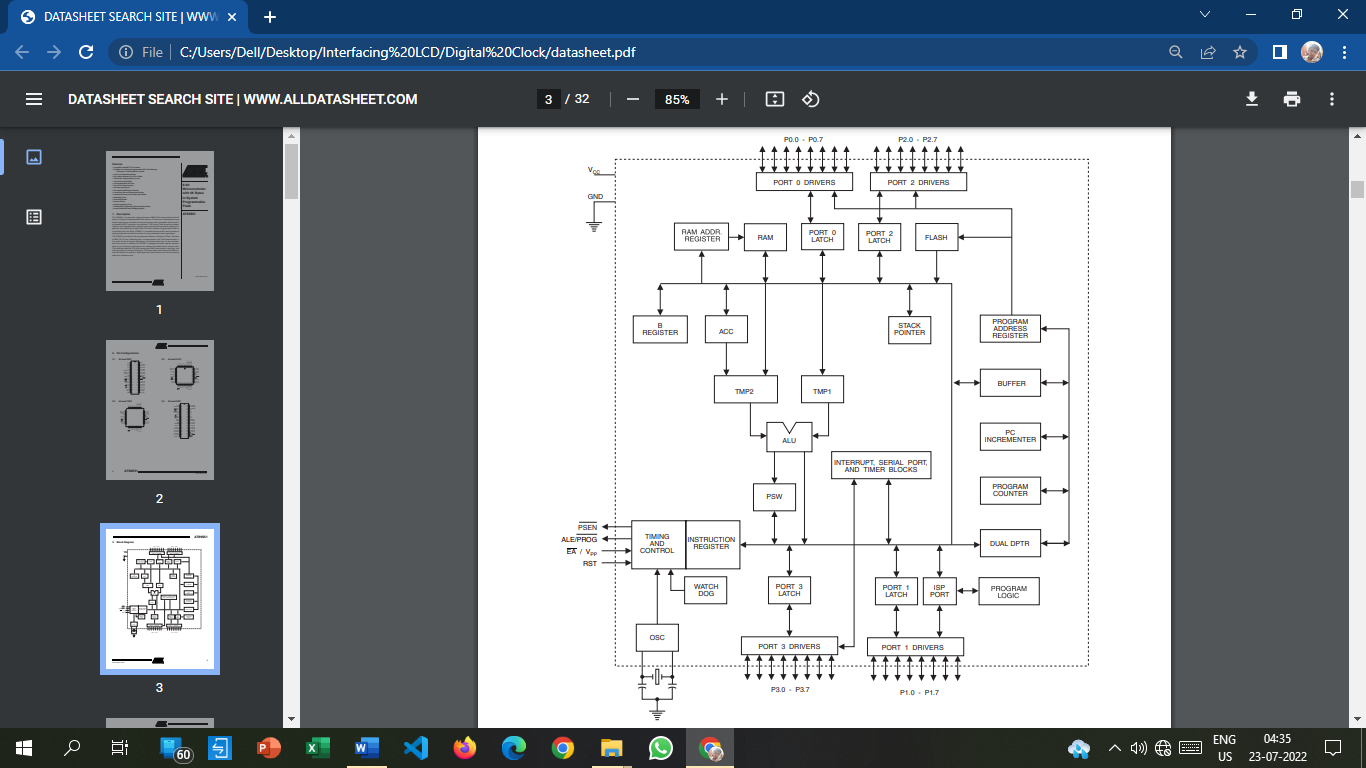 DATASHEET SEARCH SITE | WWW
File
C:/Users/Dell/Desktop/Interfacing%20LCD/Digital%20Clock/datasheet.pdf
DATASHEET SEARCH SITE | WWW.ALLDATASHEET.COM
3 / 32
85%
1
2
3
P0.0 - P0.7
P2.0 - P2.7
VCC
GND
PORT 0 DRIVERS
PORT 2 DRIVERS
RAM ADDR.
REGISTER
RAM
PORT 0
LATCH
PORT 2
LATCH
FLASH
B
REGISTER
ACC
STACK
POINTER
PROGRAM
ADDRESS
REGISTER
BUFFER
TMP2
TMP1
ALU
PC
INCREMENTER
INTERRUPT, SERIAL PORT,
AND TIMER BLOCKS
PROGRAM
COUNTER
PSW
PSEN
ALE/PROG
EA / VPP
RST
TIMING
AND
CONTROL
INSTRUCTION
REGISTER
DUAL DPTR
WATCH
DOG
PORT 3
LATCH
PORT 1
LATCH
ISP
PORT
PROGRAM
LOGIC
OSC
PORT 3 DRIVERS
PORT 1 DRIVERS
P3.0 - P3.7
P1.0 - P1.7
60
ENG
US
04:35
23-07-2022